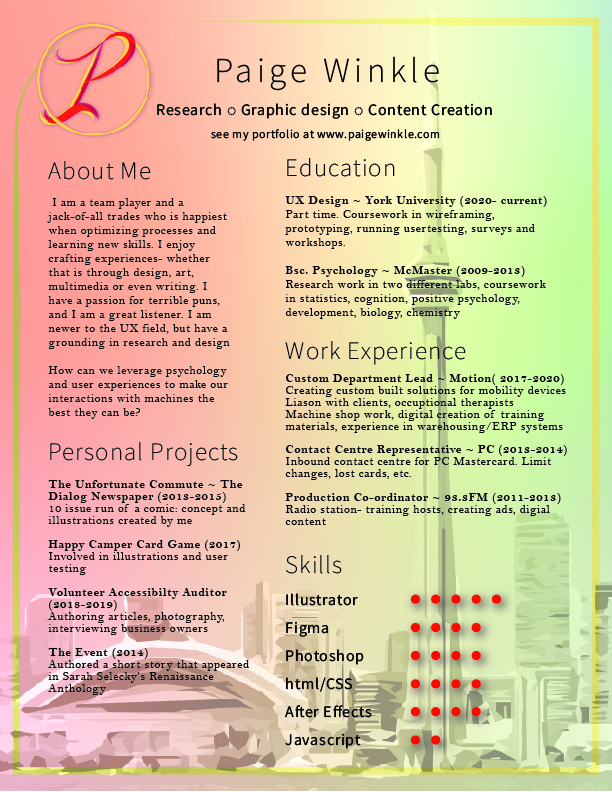 P
Paige Winkle
Research ◌ Graphic design ◌ Content Creation
see my portfolio at www.paigewinkle.com
About Me
I am a team player and a
jack-of-all trades who is happiest
when optimizing processes and
learning new skills. I enjoy
crafting experiences- whether
that is through design, art,
multimedia or even writing. I
have a passion for terrible puns,
and I am a great listener. I am
newer to the UX field, but have a
grounding in research and design
How can we leverage psychology
and user experiences to make our
interactions with machines the
best they can be?
Personal Projects
The Unfortunate Commute ~ The
Dialog Newspaper (2013-2015)
10 issue run of a comic: concept and
illustrations created by me
Happy Camper Card Game (2017)
Involved in illustrations and user
testing
Volunteer Accessibilty Auditor
(2018-2019)
Authoring articles, photography,
interviewing business owners
The Event (2014)
Authored a short story that appeared
in Sarah Selecky's Renaissance
Anthology
Education
UX Design ~ York University (2020- current)
Part time. Coursework in wireframing,
prototyping, running usertesting, surveys and
workshops.
Bsc. Psychology ~ McMaster (2009-2013)
Research work in two different labs, coursework
in statistics, cognition, positive psychology,
development, biology, chemistry
Work Experience
Custom Department Lead ~ Motion( 2017-2020)
Creating custom built solutions for mobility devices
Liason with clients, occuptional therapists
Machine shop work, digital creation of training
materials, experience in warehousing/ERP systems
Contact Centre Representative ~ PC (2013-2014)
Inbound contact centre for PC Mastercard. Limit
changes, lost cards, etc.
Production Co-ordinator ~ 93.3FM (2011-2013)
Radio station- training hosts, creating ads, digial
content
Skills
Illustrator
Figma
Photoshop
html/CSS
After Effects
Javascript